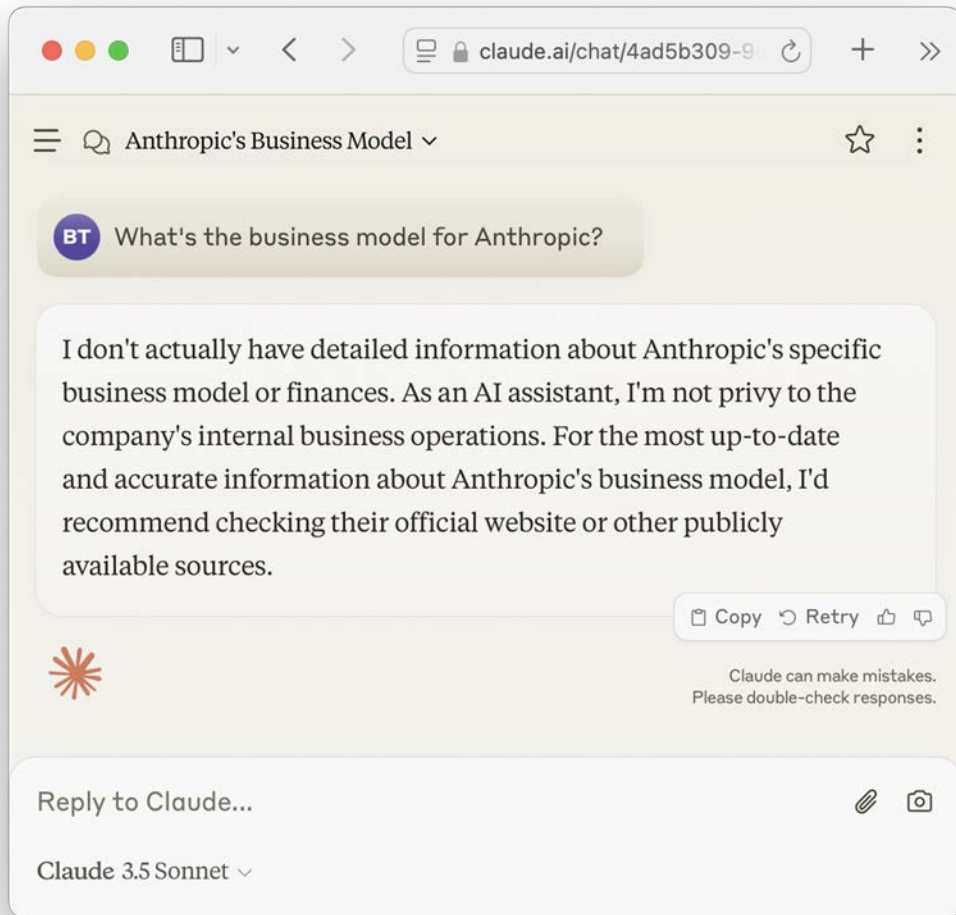 claude.ai/chat/4ad5b309-9
Anthropic's Business Model
BT
What's the business model for Anthropic?
I don't actually have detailed information about Anthropic's specific
business model or finances. As an AI assistant, I'm not privy to the
company's internal business operations. For the most up-to-date
and accurate information about Anthropic's business model, I'd
recommend checking their official website or other publicly
available sources.
Copy Retry
Claude can make mistakes.
Please double-check responses.
Reply to Claude...
Claude 3.5 Sonnet